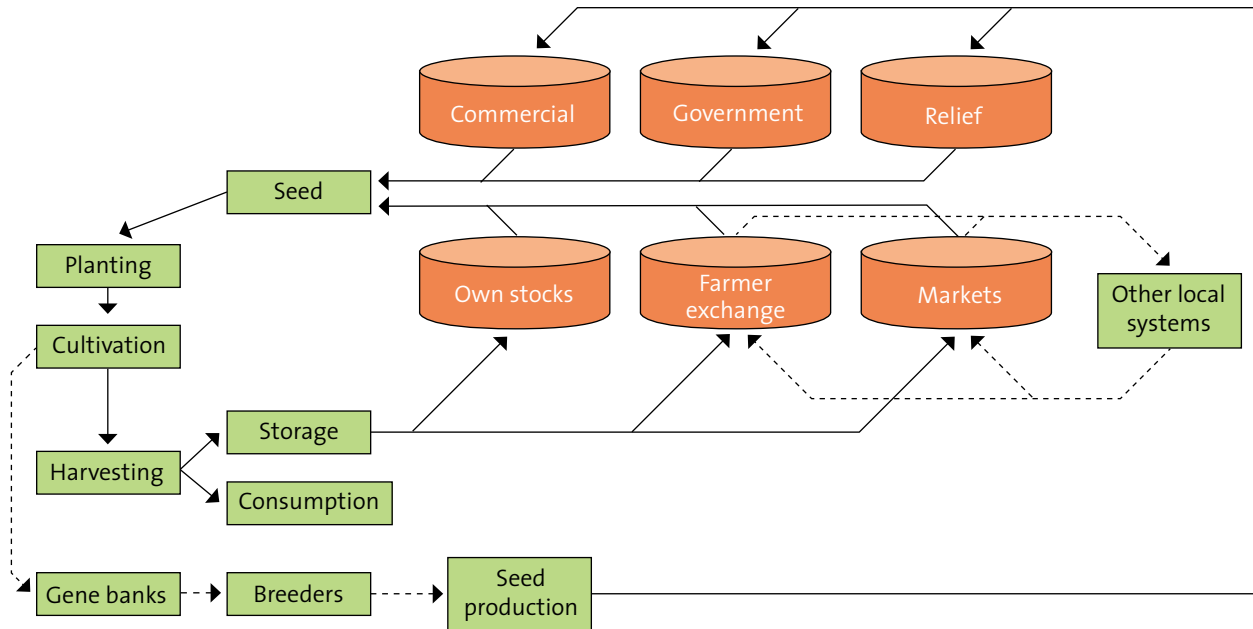 Commercial
Government
Relief
Seed
Planting
Own stocks
Farmer
exchange
Markets
Other local
systems
Cultivation
Storage
Harvesting
Consumption
Gene banks
Breeders
Seed
production